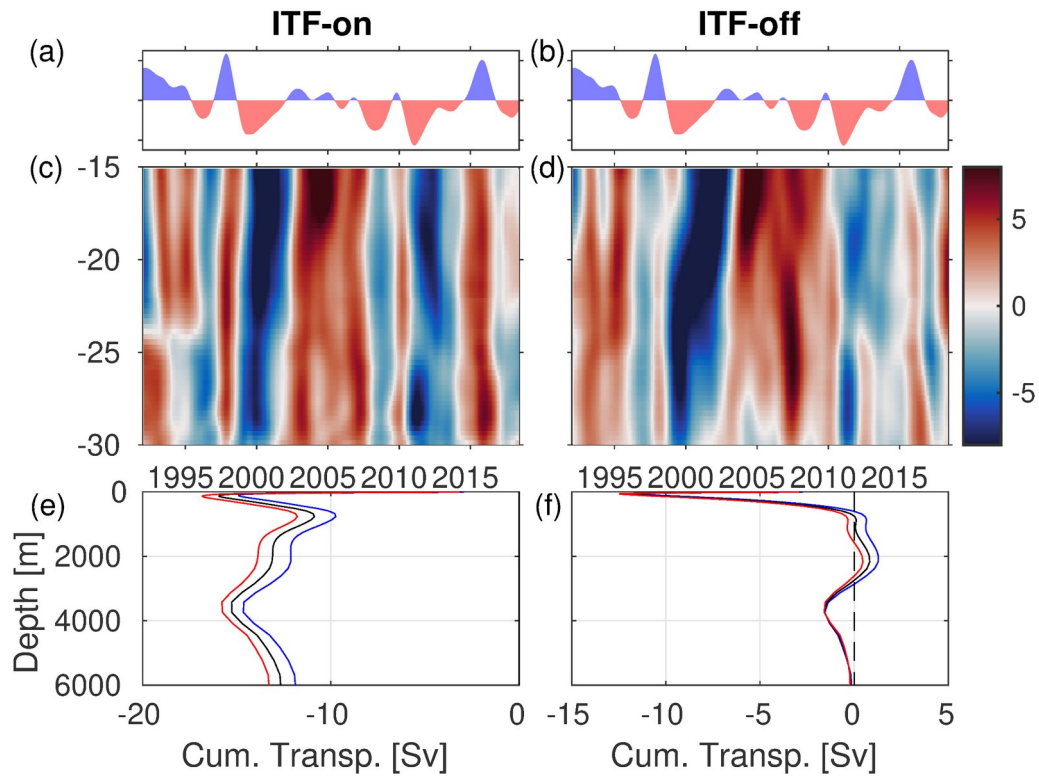 ITF-on ITF-off
(a) (b)
(c) (d)
-15
-20
-25
-30
5
0
-5
1995 2000 2005 2011 2015 1995 2000 2005 2011 2015
(e) (f)
0
2000
4000
6000
Depth [m]
-20 -10 0 -15 -10 -5 0 5
Cum. Transp. [Sv] Cum. Transp. [Sv]